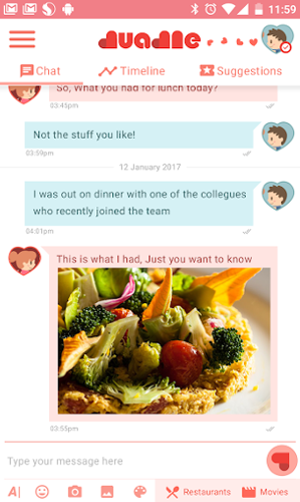 11:59
duadle
Chat
Timeline
Suggestions
So, What you had for lunch today?
03:45pm
Not the stuff you like!
03:59pm
12 January 2017
I was out on dinner with one of the collegues
who recently joined the team
04:01pm
This is what I had, Just you want to know
03:55pm
Type your message here
A|
Restaurants
Movies